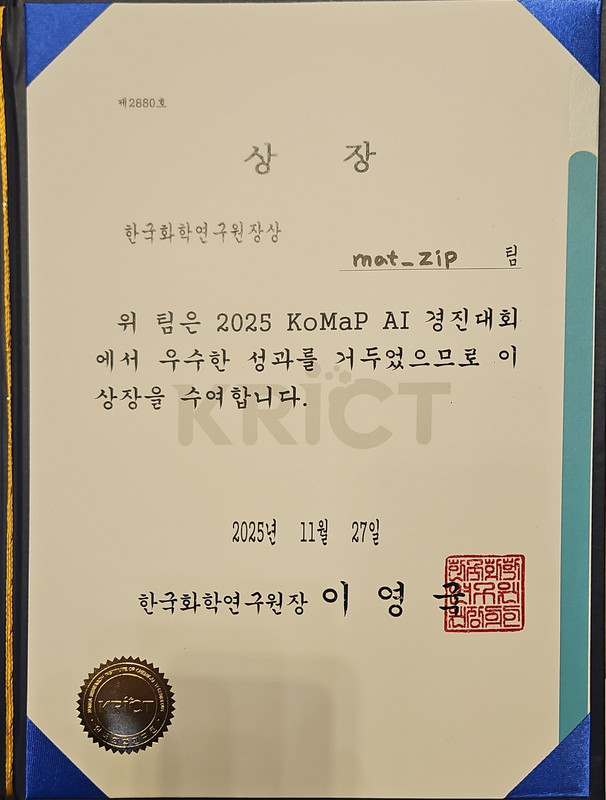 제2880호
상 장
한국화학연구원장상
mat_zip 팀
위 팀은 2025 KoMaP AI 경진대회
에서 우수한 성과를 거두었으므로 이
상장을 수여합니다.
KRICT
2025년 11월 27일
한국화학연구원장 이 영 국
KRICT